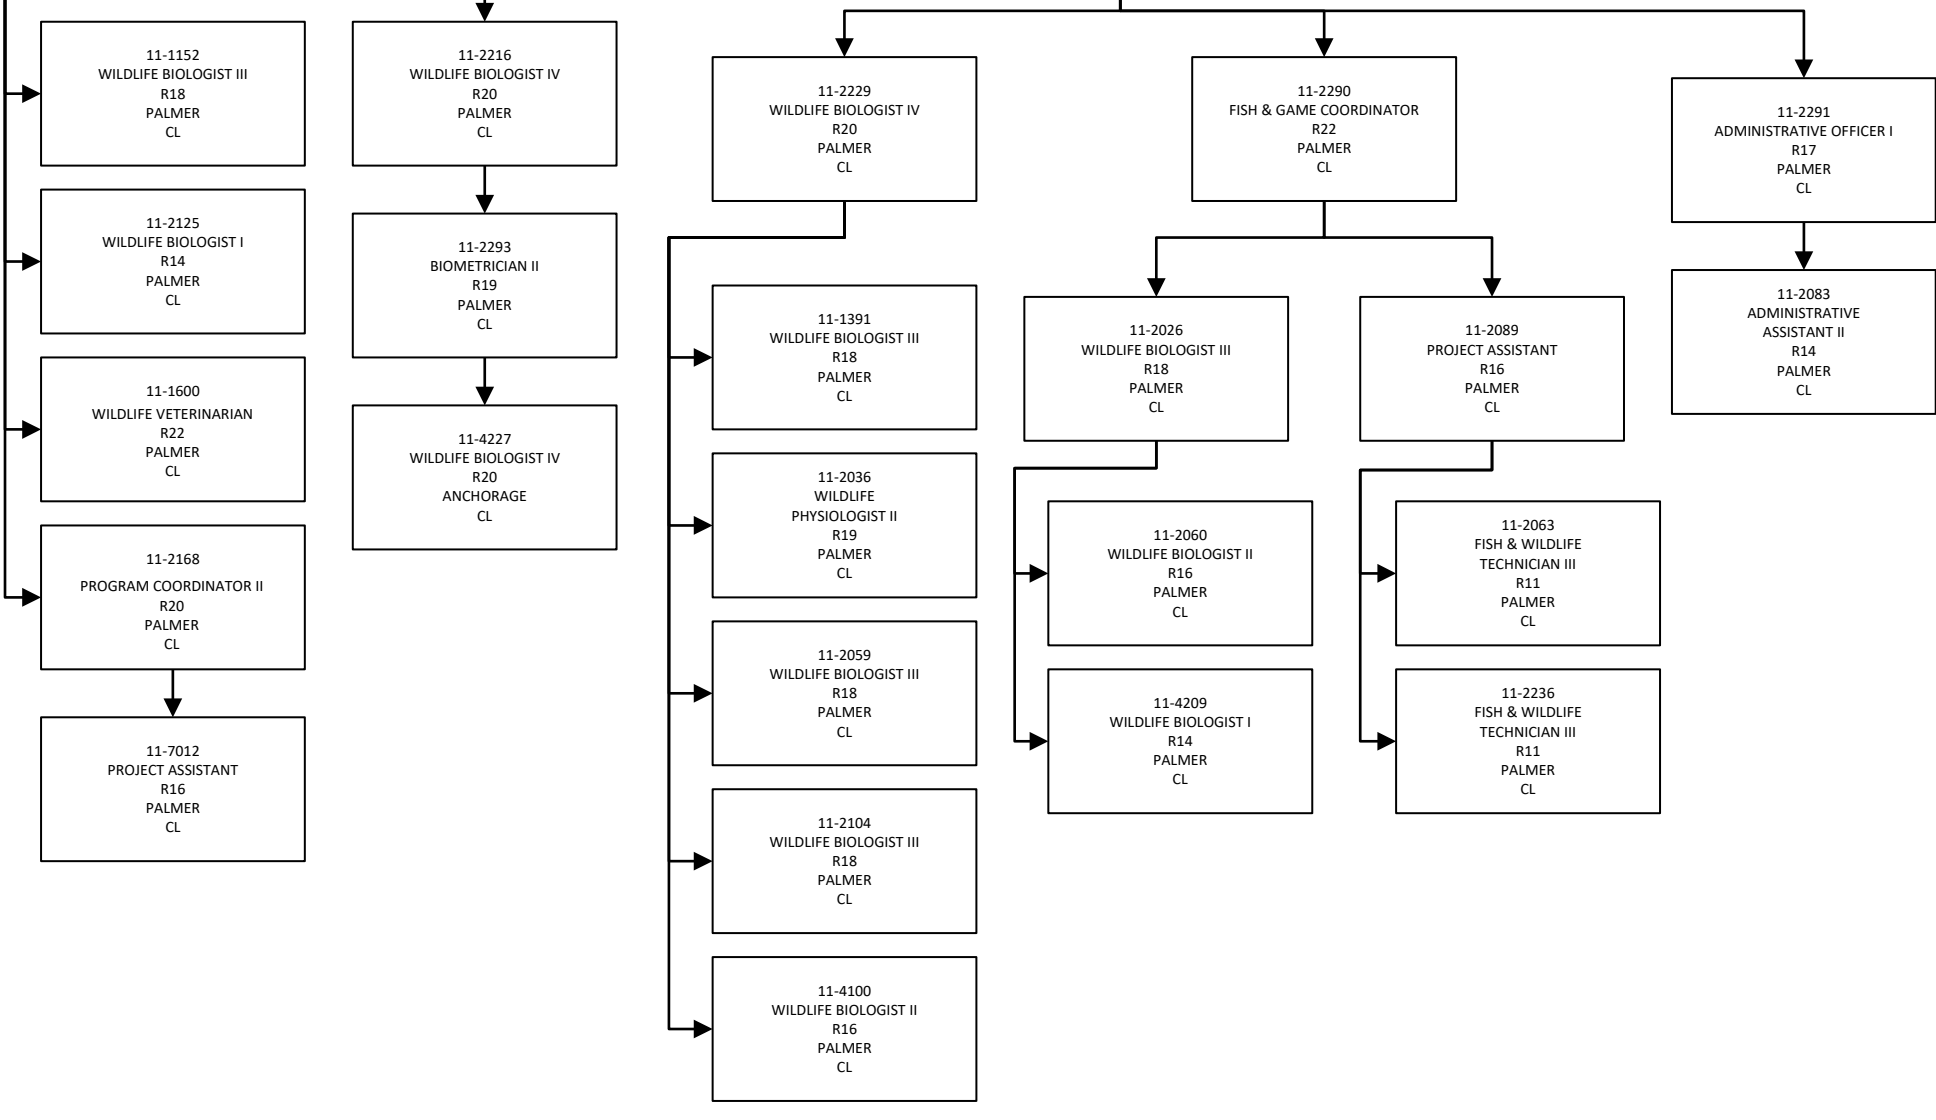 11-1152
WILDLIFE BIOLOGIST III
R18
PALMER
CL
11-2125
WILDLIFE BIOLOGIST I
R14
PALMER
CL
11-1600
WILDLIFE VETERINARIAN
R22
PALMER
CL
11-2168
PROGRAM COORDINATOR II
R20
PALMER
CL
11-7012
PROJECT ASSISTANT
R16
PALMER
CL
11-2216
WILDLIFE BIOLOGIST IV
R20
PALMER
CL
11-2293
BIOMETRICIAN II
R19
PALMER
CL
11-4227
WILDLIFE BIOLOGIST IV
R20
ANCHORAGE
CL
11-2229
WILDLIFE BIOLOGIST IV
R20
PALMER
CL
11-1391
WILDLIFE BIOLOGIST III
R18
PALMER
CL
11-2036
WILDLIFE
PHYSIOLOGIST II
R19
PALMER
CL
11-2059
WILDLIFE BIOLOGIST III
R18
PALMER
CL
11-2104
WILDLIFE BIOLOGIST III
R18
PALMER
CL
11-4100
WILDLIFE BIOLOGIST II
R16
PALMER
CL
11-2290
FISH & GAME COORDINATOR
R22
PALMER
CL
11-2026
WILDLIFE BIOLOGIST III
R18
PALMER
CL
11-2060
WILDLIFE BIOLOGIST II
R16
PALMER
CL
11-4209
WILDLIFE BIOLOGIST I
R14
PALMER
CL
11-2089
PROJECT ASSISTANT
R16
PALMER
CL
11-2063
FISH & WILDLIFE
TECHNICIAN III
R11
PALMER
CL
11-2236
FISH & WILDLIFE
TECHNICIAN III
R11
PALMER
CL
11-2291
ADMINISTRATIVE OFFICER I
R17
PALMER
CL
11-2083
ADMINISTRATIVE
ASSISTANT II
R14
PALMER
CL